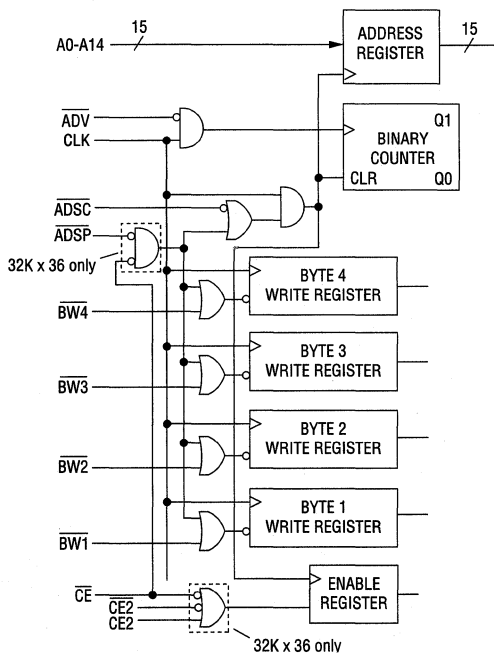 15
A0-A14
ADDRESS
REGISTER
15
ADV
CLK
Q1
BINARY
COUNTER
CLR
Q0
ADSC
ADSP
32K x 36 only
BW4
BYTE 4
WRITE REGISTER
BW3
BYTE 3
WRITE REGISTER
BW2
BYTE 2
WRITE REGISTER
BW1
BYTE 1
WRITE REGISTER
CE
CE2
CE2
ENABLE
REGISTER
32K x 36 only